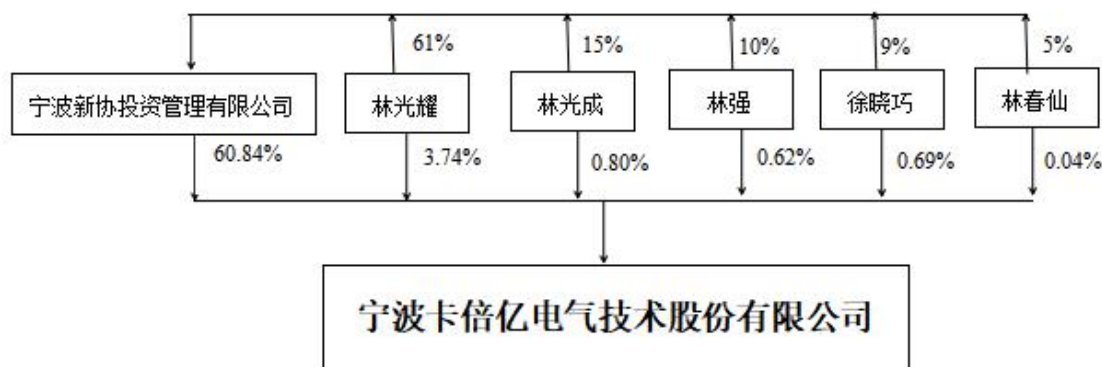 61%
15%
10%
9%
5%
宁波新协投资管理有限公司
林光耀
林光成
林强
徐晓巧
林春仙
60.84%
3.74%
0.80%
0.62%
0.69%
0.04%
宁波卡倍亿电气技术股份有限公司